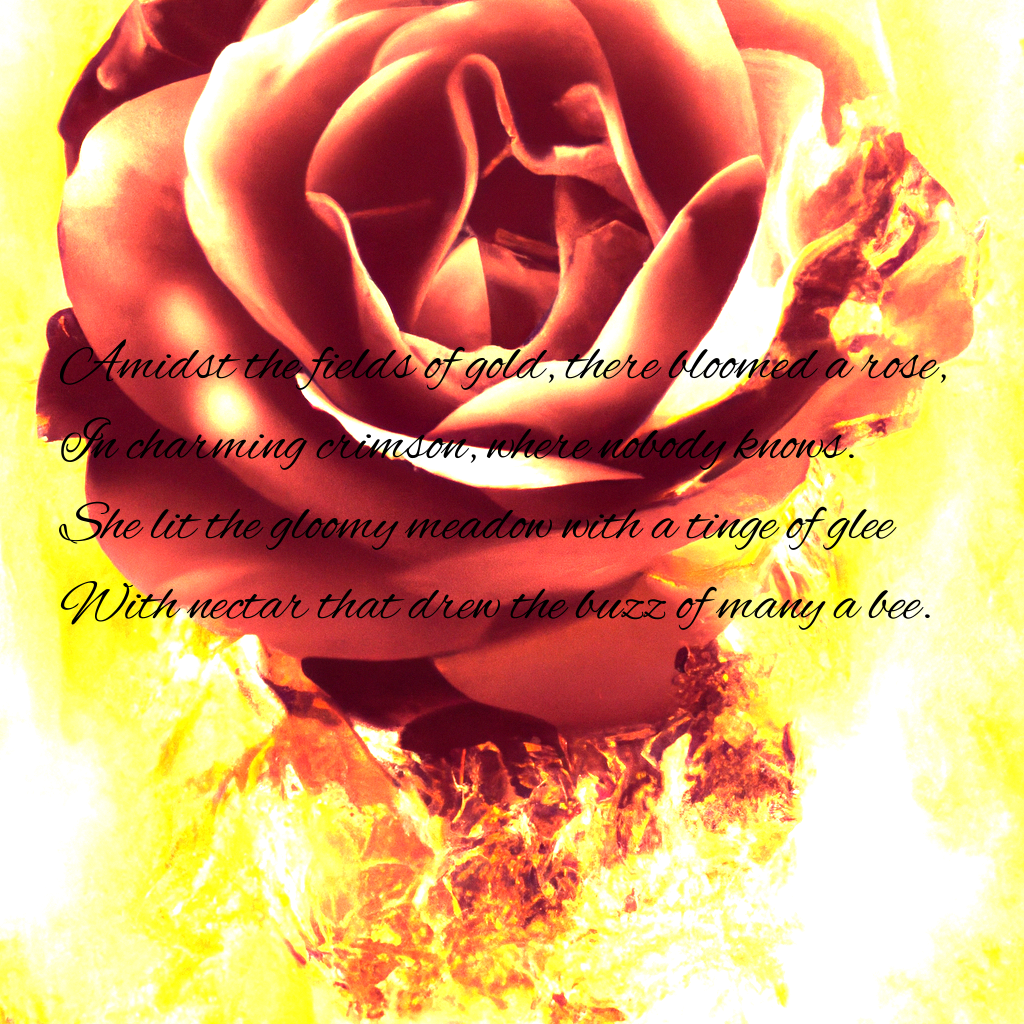 Amidst the fields of gold, there bloomed a rose,
In charming crimson, where nobody knows.
She lit the gloomy meadow with a tinge of glee
With nectar that drew the buzz of many a bee.